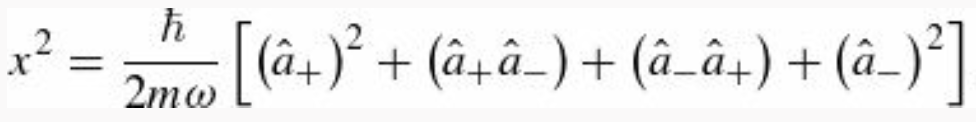 x² = ħ/2mω [(â₊)² + (â₊â₋) + (â₋â₊) + (â₋)²]